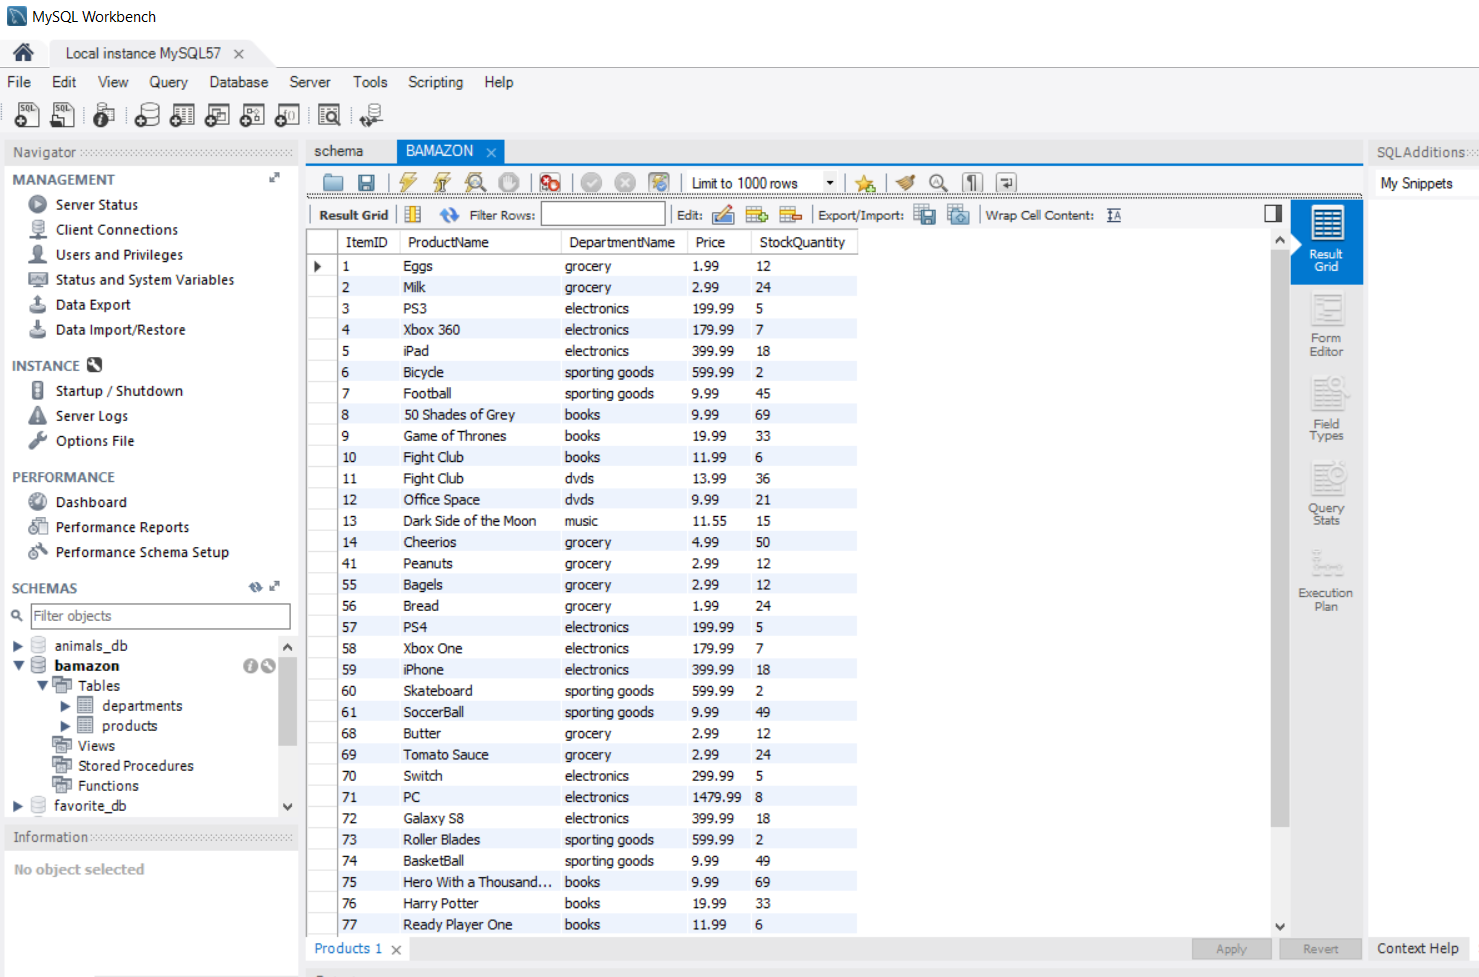 MySQL Workbench
Local instance MySQL57
File Edit View Query Database Server Tools Scripting Help
Navigator
MANAGEMENT
Server Status
Client Connections
Users and Privileges
Status and System Variables
Data Export
Data Import/Restore
INSTANCE
Startup / Shutdown
Server Logs
Options File
PERFORMANCE
Dashboard
Performance Reports
Performance Schema Setup
SCHEMAS
Filter objects
animals_db
bamazon
Tables
departments
products
Views
Stored Procedures
Functions
favorite_db
Information
No object selected
schema BAMAZON
Limit to 1000 rows
Result Grid Filter Rows: Edit: Export/Import: Wrap Cell Content:
ItemID ProductName DepartmentName Price StockQuantity
1 Eggs grocery 1.99 12
2 Milk grocery 2.99 24
3 PS3 electronics 199.99 5
4 Xbox 360 electronics 179.99 7
5 iPad electronics 399.99 18
6 Bicycle sporting goods 599.99 2
7 Football sporting goods 9.99 45
8 50 Shades of Grey books 9.99 69
9 Game of Thrones books 19.99 33
10 Fight Club books 11.99 6
11 Fight Club dvds 13.99 36
12 Office Space dvds 9.99 21
13 Dark Side of the Moon music 11.55 15
14 Cheerios grocery 4.99 50
41 Peanuts grocery 2.99 12
55 Bagels grocery 2.99 12
56 Bread grocery 1.99 24
57 PS4 electronics 199.99 5
58 Xbox One electronics 179.99 7
59 iPhone electronics 399.99 18
60 Skateboard sporting goods 599.99 2
61 SoccerBall sporting goods 9.99 49
68 Butter grocery 2.99 12
69 Tomato Sauce grocery 2.99 24
70 Switch electronics 299.99 5
71 PC electronics 1479.99 8
72 Galaxy S8 electronics 399.99 18
73 Roller Blades sporting goods 599.99 2
74 BasketBall sporting goods 9.99 49
75 Hero With a Thousand... books 9.99 69
76 Harry Potter books 19.99 33
77 Ready Player One books 11.99 6
Products 1
Apply Revert
Result
Grid
Form
Editor
Field
Types
Query
Stats
Execution
Plan
SQLAdditions
My Snippets
Context Help